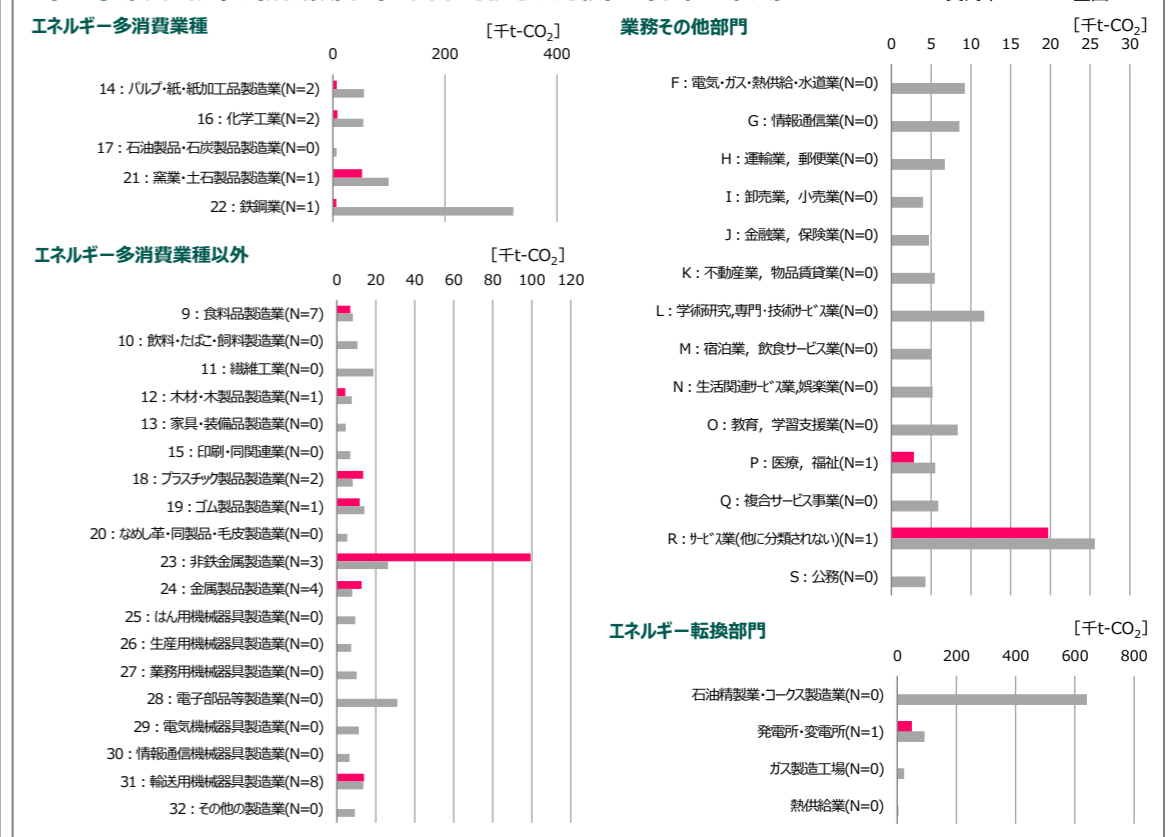 エネルギー多消費業種
[千t-CO2]
0 200 400
14：パルプ・紙・紙加工品製造業(N=2)
16：化学工業(N=2)
17：石油製品・石炭製品製造業(N=0)
21：窯業・土石製品製造業(N=1)
22：鉄鋼業(N=1)
エネルギー多消費業種以外
[千t-CO2]
0 20 40 60 80 100 120
9：食料品製造業(N=7)
10：飲料・たばこ・飼料製造業(N=0)
11：繊維工業(N=0)
12：木材・木製品製造業(N=1)
13：家具・装備品製造業(N=0)
15：印刷・同関連業(N=0)
18：プラスチック製品製造業(N=2)
19：ゴム製品製造業(N=1)
20：なめし革・同製品・毛皮製造業(N=0)
23：非鉄金属製造業(N=3)
24：金属製品製造業(N=4)
25：はん用機械器具製造業(N=0)
26：生産用機械器具製造業(N=0)
27：業務用機械器具製造業(N=0)
28：電子部品等製造業(N=0)
29：電気機械器具製造業(N=0)
30：情報通信機械器具製造業(N=0)
31：輸送用機械器具製造業(N=8)
32：その他の製造業(N=0)
業務その他部門
[千t-CO2]
0 5 10 15 20 25 30
F：電気・ガス・熱供給・水道業(N=0)
G：情報通信業(N=0)
H：運輸業，郵便業(N=0)
I：卸売業，小売業(N=0)
J：金融業，保険業(N=0)
K：不動産業，物品賃貸業(N=0)
L：学術研究,専門・技術ｻｰﾋﾞｽ業(N=0)
M：宿泊業，飲食サービス業(N=0)
N：生活関連ｻｰﾋﾞｽ業,娯楽業(N=0)
O：教育，学習支援業(N=0)
P：医療，福祉(N=1)
Q：複合サービス事業(N=0)
R：ｻｰﾋﾞｽ業(他に分類されない)(N=1)
S：公務(N=0)
エネルギー転換部門
[千t-CO2]
0 200 400 600 800
石油精製業・コークス製造業(N=0)
発電所・変電所(N=1)
ガス製造工場(N=0)
熱供給業(N=0)